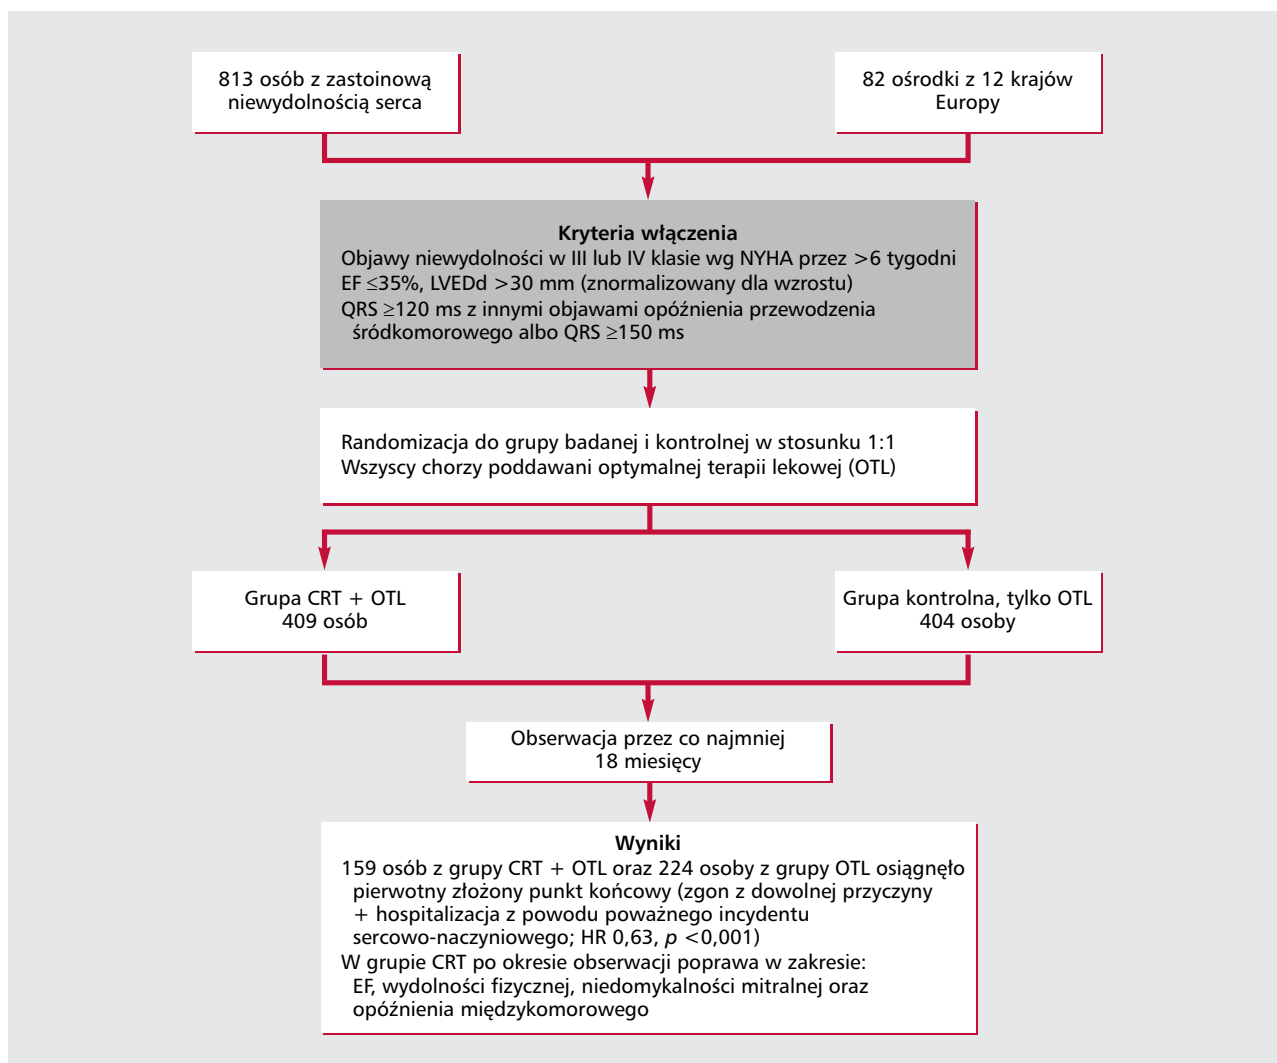 813 osób z zastoinową
niewydolnością serca
82 ośrodki z 12 krajów
Europy
Kryteria włączenia
Objawy niewydolności w III lub IV klasie wg NYHA przez >6 tygodni
EF ≤35%, LVEDd >30 mm (znormalizowany dla wzrostu)
QRS ≥120 ms z innymi objawami opóźnienia przewodzenia
śródkomorowego albo QRS ≥150 ms
Randomizacja do grupy badanej i kontrolnej w stosunku 1:1
Wszyscy chorzy poddawani optymalnej terapii lekowej (OTL)
Grupa CRT + OTL
409 osób
Grupa kontrolna, tylko OTL
404 osoby
Obserwacja przez co najmniej
18 miesięcy
Wyniki
159 osób z grupy CRT + OTL oraz 224 osoby z grupy OTL osiągnęło
pierwotny złożony punkt końcowy (zgon z dowolnej przyczyny
+ hospitalizacja z powodu poważnego incydentu
sercowo-naczyniowego; HR 0,63, p <0,001)
W grupie CRT po okresie obserwacji poprawa w zakresie:
EF, wydolności fizycznej, niedomykalności mitralnej oraz
opóźnienia międzykomorowego